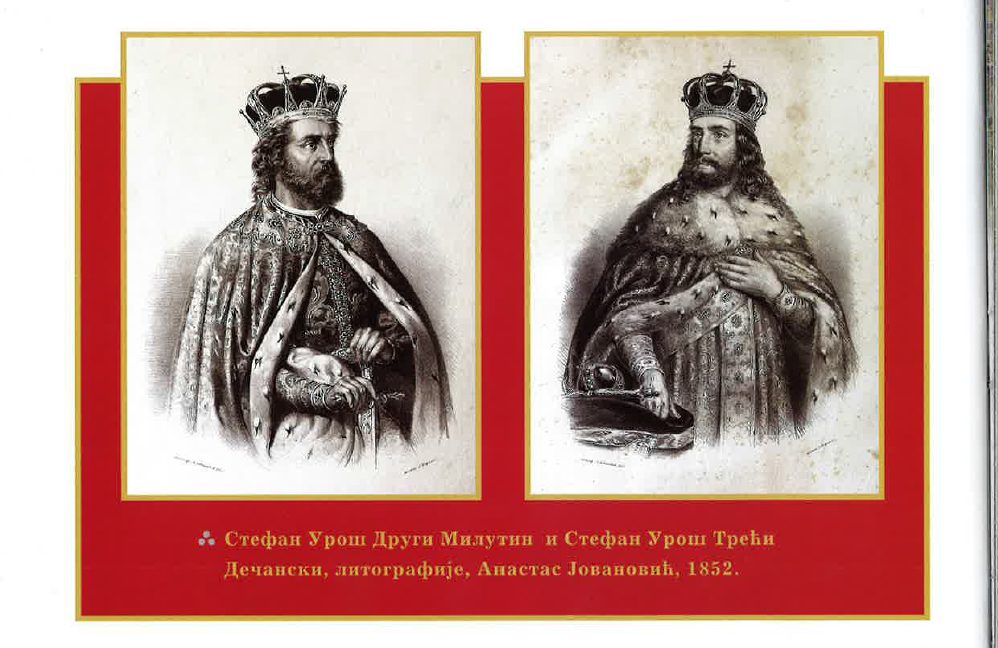 Стефан Урош Други Милутин и Стефан Урош Трећи
Дечански, литографије, Анастас Јовановић, 1852.